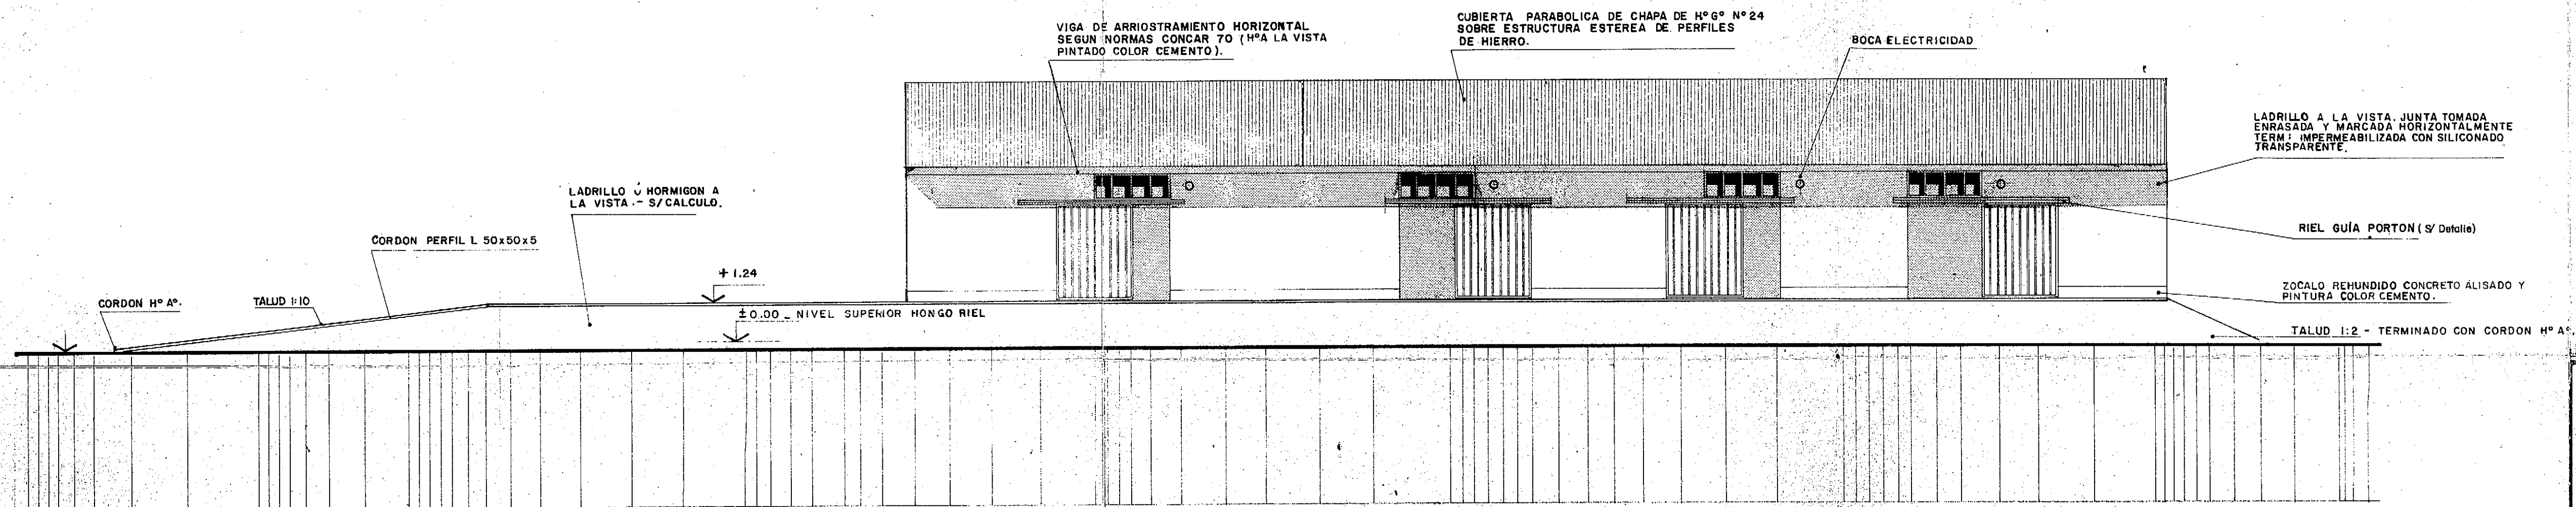 VIGA DE ARRIOSTRAMIENTO HORIZONTAL
SEGUN NORMAS CONCAR 70 (HºA LA VISTA
PINTADO COLOR CEMENTO).
CUBIERTA PARABOLICA DE CHAPA DE HºGº Nº 24
SOBRE ESTRUCTURA ESTEREA DE PERFILES
DE HIERRO.
BOCA ELECTRICIDAD
LADRILLO A LA VISTA, JUNTA TOMADA
ENRASADA Y MARCADA HORIZONTALMENTE
TERM: IMPERMEABILIZADA CON SILICONADO
TRANSPARENTE.
LADRILLO Ó HORMIGON A
LA VISTA.- S/CALCULO.
CORDON PERFIL L 50x50x5
RIEL GUÍA PORTON (S/ Detalle)
+ 1.24
CORDON Hº Aº.
TALUD 1:10
ZOCALO REHUNDIDO CONCRETO ALISADO Y
PINTURA COLOR CEMENTO.
±0.00 _ NIVEL SUPERIOR HONGO RIEL
TALUD 1:2 - TERMINADO CON CORDON Hº Aº.